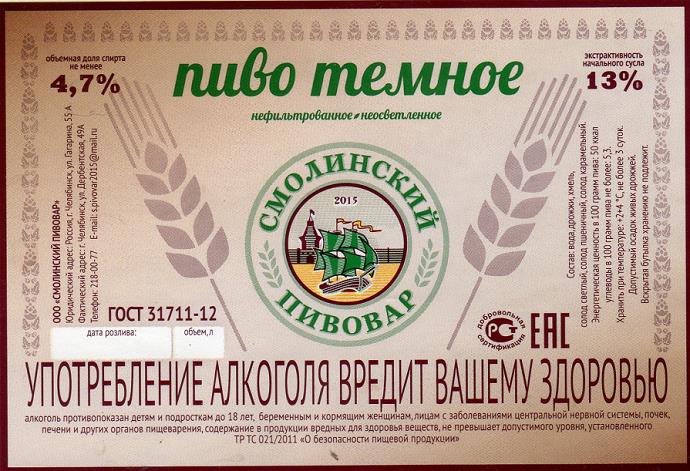 объемная доля спирта
не менее
4,7%
пиво темное
нефильтрованное • неосветленное
экстрактивность
начального сусла
13%
ООО «СМОЛИНСКИЙ ПИВОВАР»
Юридический адрес: Россия, г. Челябинск, ул. Гагарина, 55 А
Фактический адрес: г. Челябинск, ул. Дербентская, 49А
Телефон: 218-00-77 E-mail: s.pivovar2015@mail.ru
СМОЛИНСКИЙ
2015
ПИВОВАР
Состав: вода, дрожжи, хмель,
солод светлый, солод пшеничный, солод карамельный.
Энергетическая ценность в 100 грамм пива: 50 ккал
углеводы в 100 грамм пива не более: 5,3.
Хранить при температуре: +2+4 °С, не более 3 суток.
Допустимый осадок живых дрожжей.
Вскрытая бутылка хранению не подлежит.
ГОСТ 31711-12
дата розлива:
объем, л
добровольная
РСТ
сертификация
ЕАС
УПОТРЕБЛЕНИЕ АЛКОГОЛЯ ВРЕДИТ ВАШЕМУ ЗДОРОВЬЮ
алкоголь противопоказан детям и подросткам до 18 лет, беременным и кормящим женщинам, лицам с заболеваниями центральной нервной системы, почек,
печени и других органов пищеварения, содержание в продукции вредных для здоровья веществ, не превышает допустимого уровня, установленного
ТР ТС 021/2011 «О безопасности пищевой продукции»